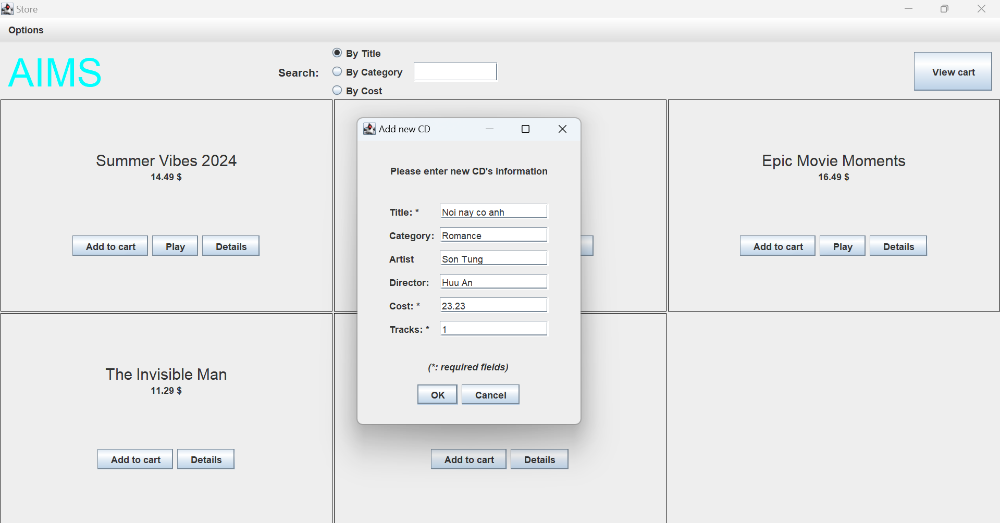 Store
Options
AIMS
Search:
By Title
By Category
By Cost
View cart
Summer Vibes 2024
14.49 $
Add to cart Play Details
Epic Movie Moments
16.49 $
Add to cart Play Details
Add new CD
Please enter new CD's information
Title: * Noi nay co anh
Category: Romance
Artist Son Tung
Director: Huu An
Cost: * 23.23
Tracks: * 1
(*: required fields)
OK Cancel
The Invisible Man
11.29 $
Add to cart Details
Add to cart Details